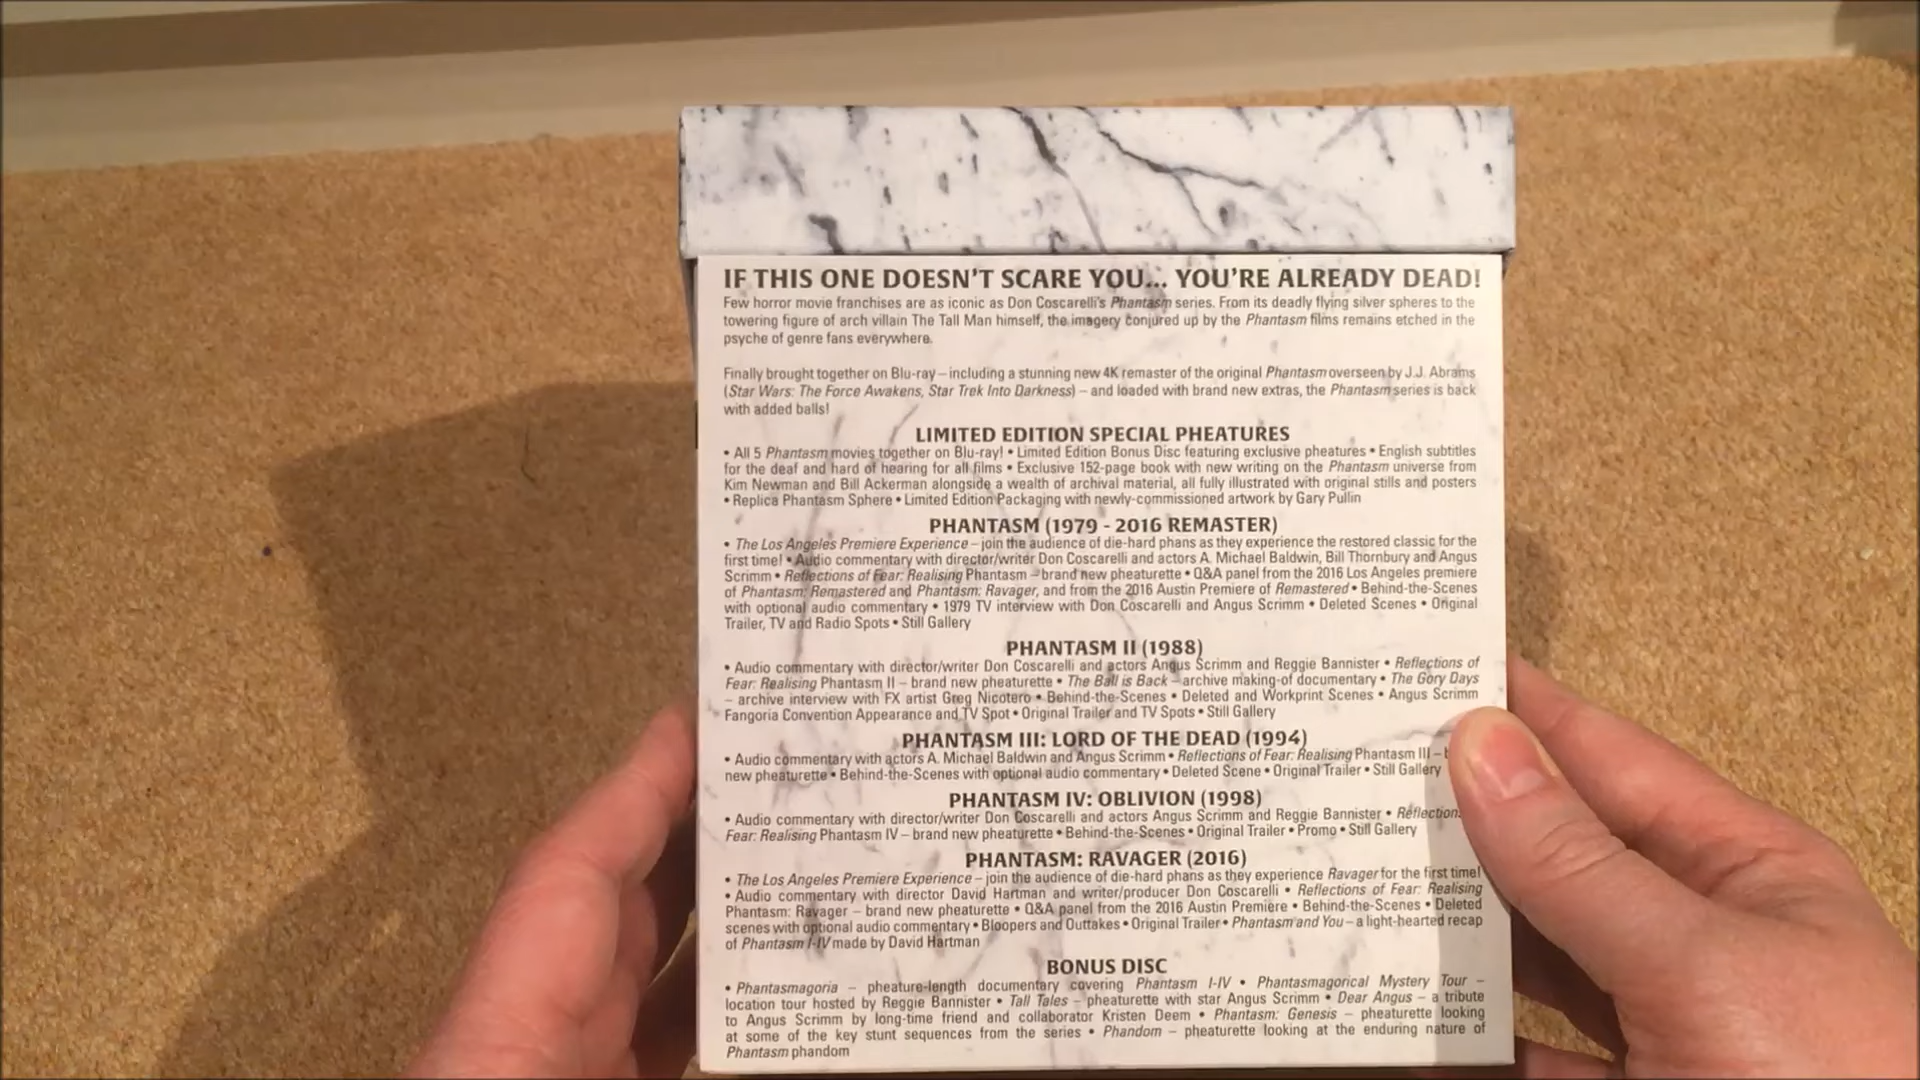 IF THIS ONE DOESN'T SCARE YOU... YOU'RE ALREADY DEAD!
Few horror movie franchises are as iconic as Don Coscarelli's Phantasm series. From its deadly flying silver spheres to the
towering figure of arch villain The Tall Man himself, the imagery conjured up by the Phantasm films remains etched in the
psyche of genre fans everywhere.
Finally brought together on Blu-ray – including a stunning new 4K remaster of the original Phantasm overseen by J.J. Abrams
(Star Wars: The Force Awakens, Star Trek Into Darkness) – and loaded with brand new extras, the Phantasm series is back
with added balls!
LIMITED EDITION SPECIAL PHEATURES
• All 5 Phantasm movies together on Blu-ray! • Limited Edition Bonus Disc featuring exclusive pheatures • English subtitles
for the deaf and hard of hearing for all films • Exclusive 152-page book with new writing on the Phantasm universe from
Kim Newman and Bill Ackerman alongside a wealth of archival material, all fully illustrated with original stills and posters
• Replica Phantasm Sphere • Limited Edition Packaging with newly-commissioned artwork by Gary Pullin
PHANTASM (1979 - 2016 REMASTER)
• The Los Angeles Premiere Experience – join the audience of die-hard phans as they experience the restored classic for the
first time! • Audio commentary with director/writer Don Coscarelli and actors A. Michael Baldwin, Bill Thornbury and Angus
Scrimm • Reflections of Fear: Realising Phantasm – brand new pheaturette • Q&A panel from the 2016 Los Angeles premiere
of Phantasm: Remastered and Phantasm: Ravager, and from the 2016 Austin Premiere of Remastered • Behind-the-Scenes
with optional audio commentary • 1979 TV interview with Don Coscarelli and Angus Scrimm • Deleted Scenes • Original
Trailer, TV and Radio Spots • Still Gallery
PHANTASM II (1988)
• Audio commentary with director/writer Don Coscarelli and actors Angus Scrimm and Reggie Bannister • Reflections of
Fear: Realising Phantasm II – brand new pheaturette • The Ball is Back – archive making-of documentary • The Gory Days
– archive interview with FX artist Greg Nicotero • Behind-the-Scenes • Deleted and Workprint Scenes • Angus Scrimm
Fangoria Convention Appearance and TV Spot • Original Trailer and TV Spots • Still Gallery
PHANTASM III: LORD OF THE DEAD (1994)
• Audio commentary with actors A. Michael Baldwin and Angus Scrimm • Reflections of Fear: Realising Phantasm III –
new pheaturette • Behind-the-Scenes with optional audio commentary • Deleted Scene • Original Trailer • Still Gallery
PHANTASM IV: OBLIVION (1998)
• Audio commentary with director/writer Don Coscarelli and actors Angus Scrimm and Reggie Bannister • Reflections
Fear: Realising Phantasm IV – brand new pheaturette • Behind-the-Scenes • Original Trailer • Promo • Still Gallery
PHANTASM: RAVAGER (2016)
• The Los Angeles Premiere Experience – join the audience of die-hard phans as they experience Ravager for the first time!
• Audio commentary with director David Hartman and writer/producer Don Coscarelli • Reflections of Fear: Realising
Phantasm: Ravager – brand new pheaturette • Q&A panel from the 2016 Austin Premiere • Behind-the-Scenes • Deleted
scenes with optional audio commentary • Bloopers and Outtakes • Original Trailer • Phantasm and You – a light-hearted recap
of Phantasm I-IV made by David Hartman
BONUS DISC
• Phantasmagoria – pheature-length documentary covering Phantasm I-IV • Phantasmagorical Mystery Tour –
location tour hosted by Reggie Bannister • Tall Tales – pheaturette with star Angus Scrimm • Dear Angus – a tribute
to Angus Scrimm by long-time friend and collaborator Kristen Deem • Phantasm: Genesis – pheaturette looking
at some of the key stunt sequences from the series • Phandom – pheaturette looking at the enduring nature of
Phantasm phandom